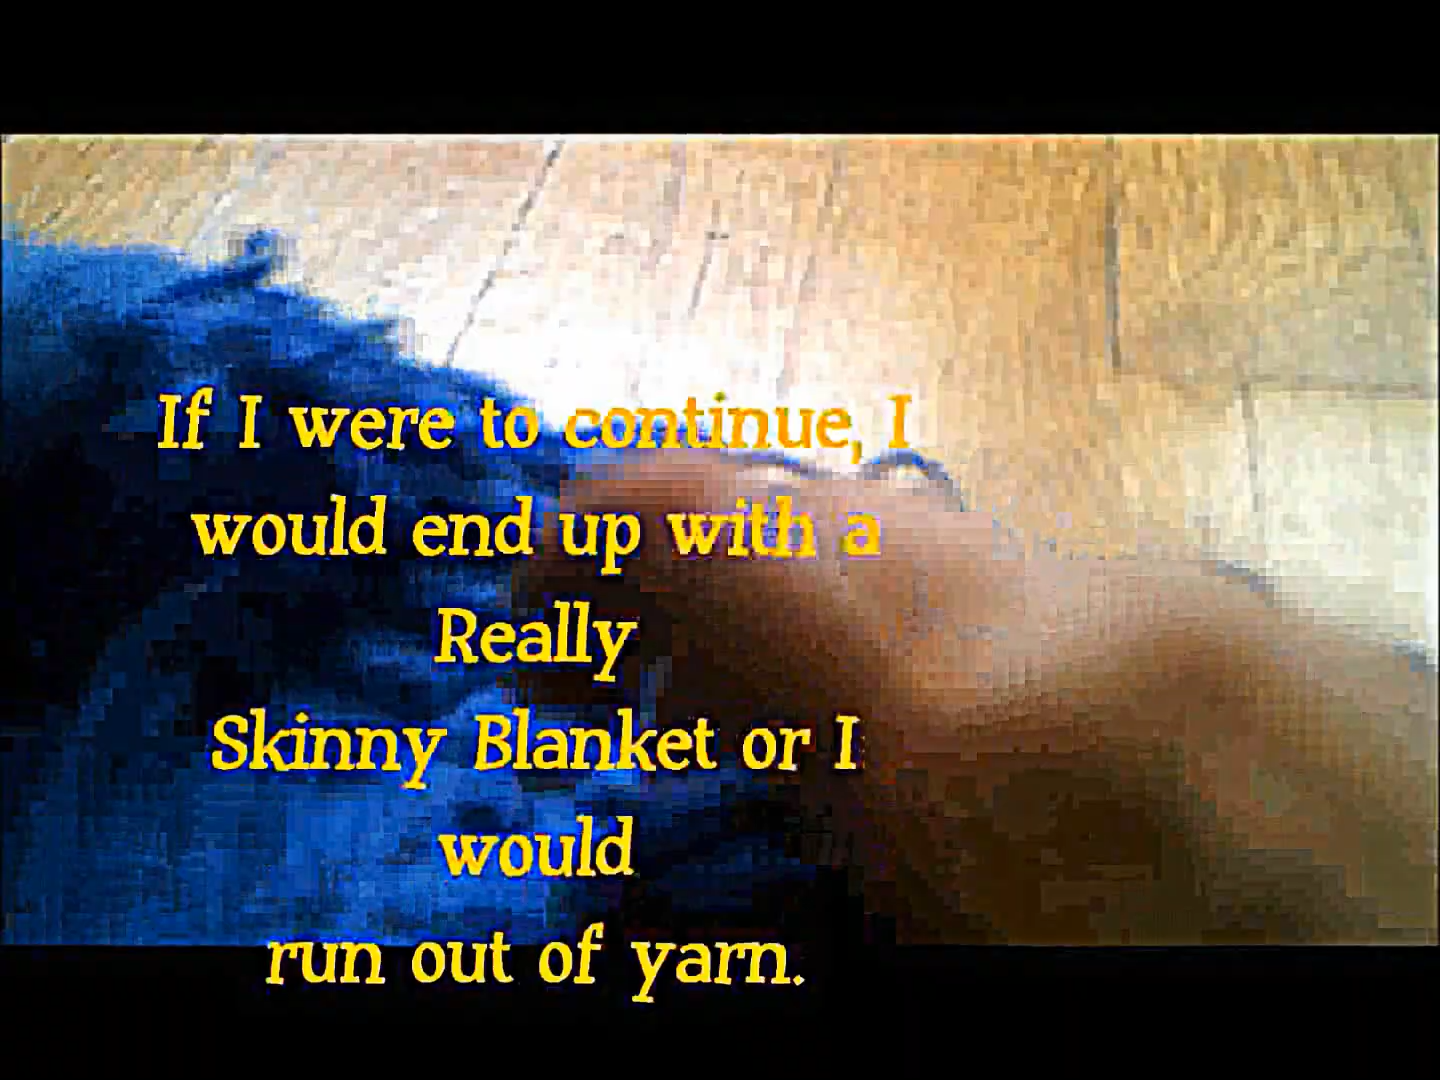 If I were to continue, I
would end up with a
Really
Skinny Blanket or I
would
run out of yarn.